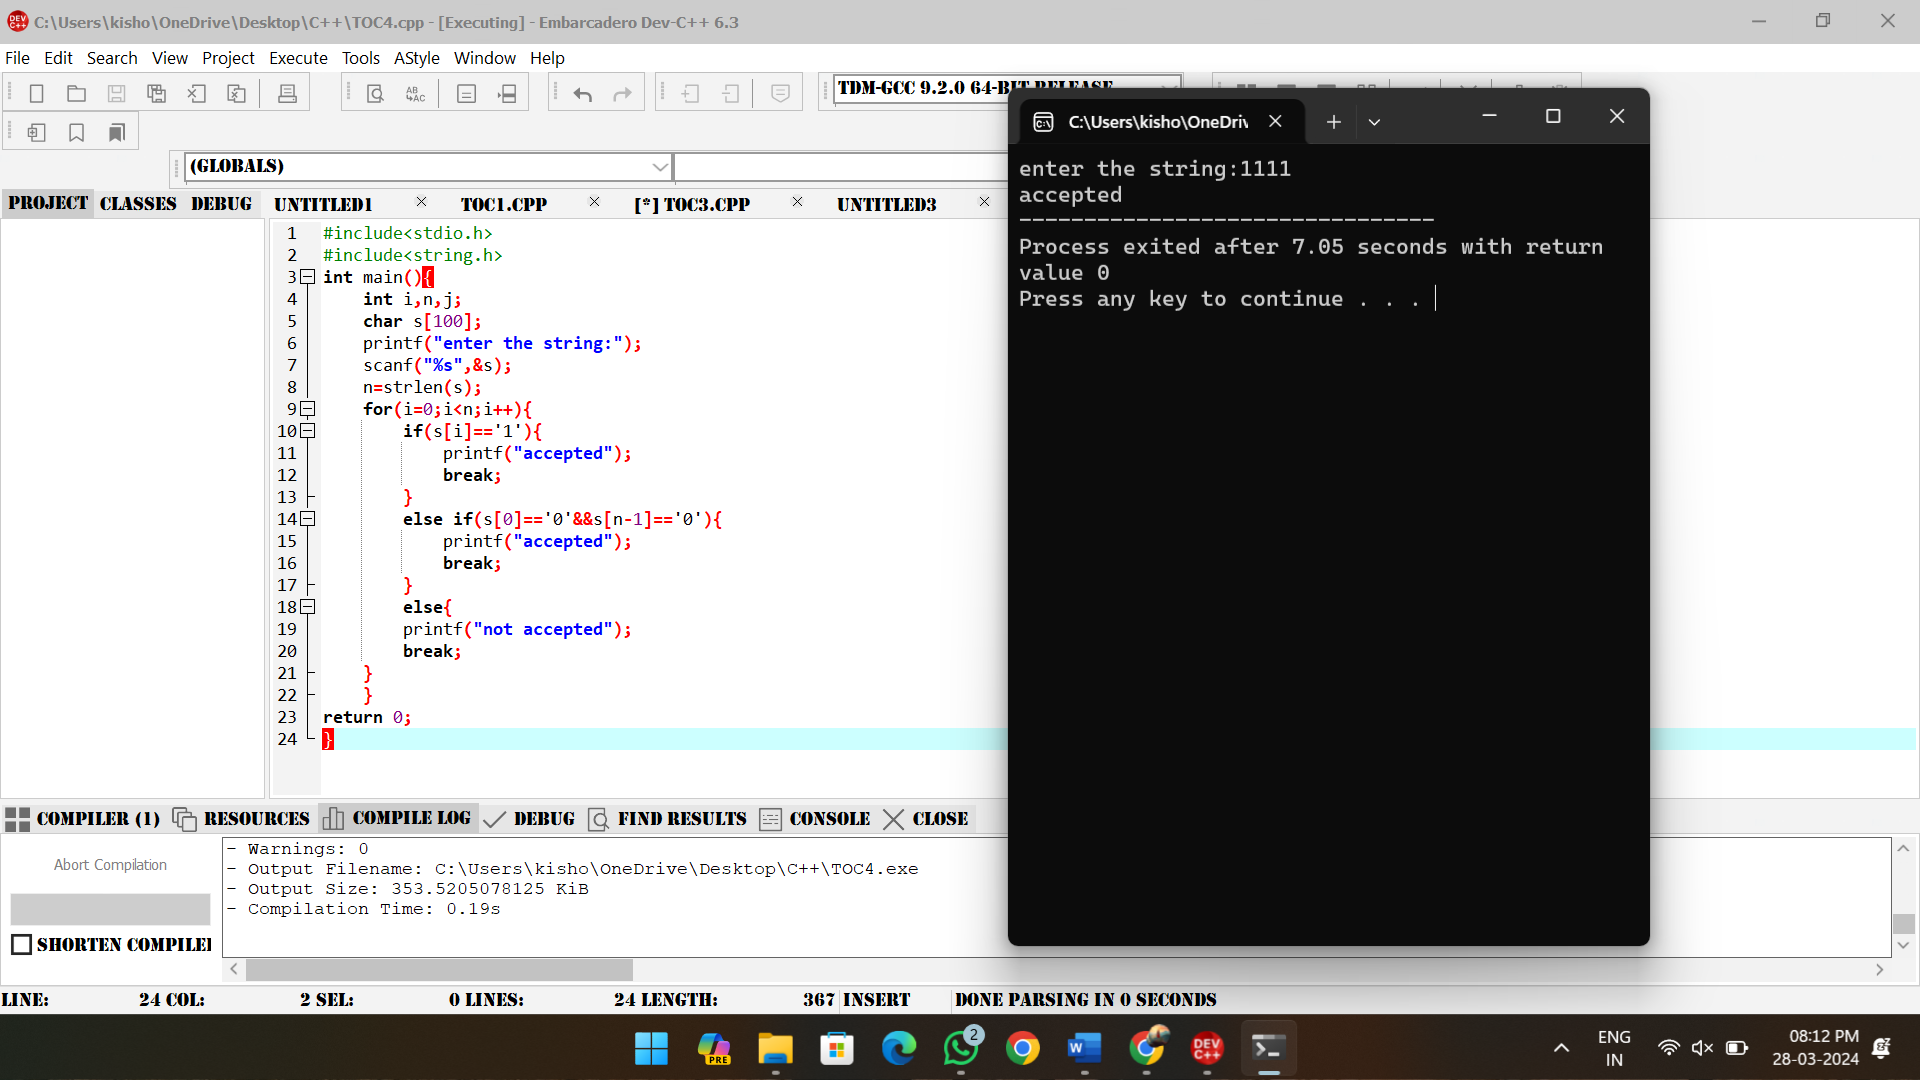 C:\Users\kisho\OneDrive\Desktop\C++\TOC4.cpp - [Executing] - Embarcadero Dev-C++ 6.3
File Edit Search View Project Execute Tools AStyle Window Help
TDM-GCC 9.2.0 64-BIT RELEASE
(GLOBALS)
PROJECT CLASSES DEBUG UNTITLED1 TOC1.CPP [*] TOC3.CPP UNTITLED3
1 #include<stdio.h>
2 #include<string.h>
3 int main(){
4 int i,n,j;
5 char s[100];
6 printf("enter the string:");
7 scanf("%s",&s);
8 n=strlen(s);
9 for(i=0;i<n;i++){
10 if(s[i]=='1'){
11 printf("accepted");
12 break;
13 }
14 else if(s[0]=='0'&&s[n-1]=='0'){
15 printf("accepted");
16 break;
17 }
18 else{
19 printf("not accepted");
20 break;
21 }
22 }
23 return 0;
24 }
C:\Users\kisho\OneDriv
enter the string:1111
accepted
--------------------------------
Process exited after 7.05 seconds with return
value 0
Press any key to continue . . .
COMPILER (1) RESOURCES COMPILE LOG DEBUG FIND RESULTS CONSOLE CLOSE
Abort Compilation
SHORTEN COMPILER
- Warnings: 0
- Output Filename: C:\Users\kisho\OneDrive\Desktop\C++\TOC4.exe
- Output Size: 353.5205078125 KiB
- Compilation Time: 0.19s
LINE: 24 COL: 2 SEL: 0 LINES: 24 LENGTH: 367 INSERT DONE PARSING IN 0 SECONDS
PRE
2
W
DEV C++
ENG
IN
08:12 PM
28-03-2024